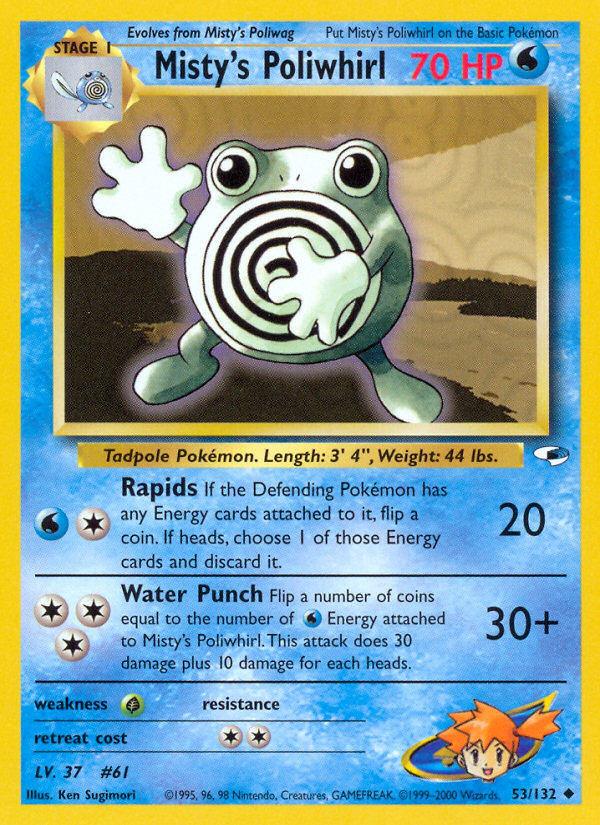 Evolves from Misty's Poliwag Put Misty's Poliwhirl on the Basic Pokémon
STAGE 1
Misty's Poliwhirl 70 HP
Tadpole Pokémon. Length: 3' 4", Weight: 44 lbs.
Rapids If the Defending Pokémon has
any Energy cards attached to it, flip a
coin. If heads, choose 1 of those Energy
cards and discard it.
20
Water Punch Flip a number of coins
equal to the number of Energy attached
to Misty's Poliwhirl. This attack does 30
damage plus 10 damage for each heads.
30+
weakness resistance
retreat cost
LV. 37 #61
Illus. Ken Sugimori ©1995, 96, 98 Nintendo, Creatures, GAMEFREAK. ©1999-2000 Wizards. 53/132